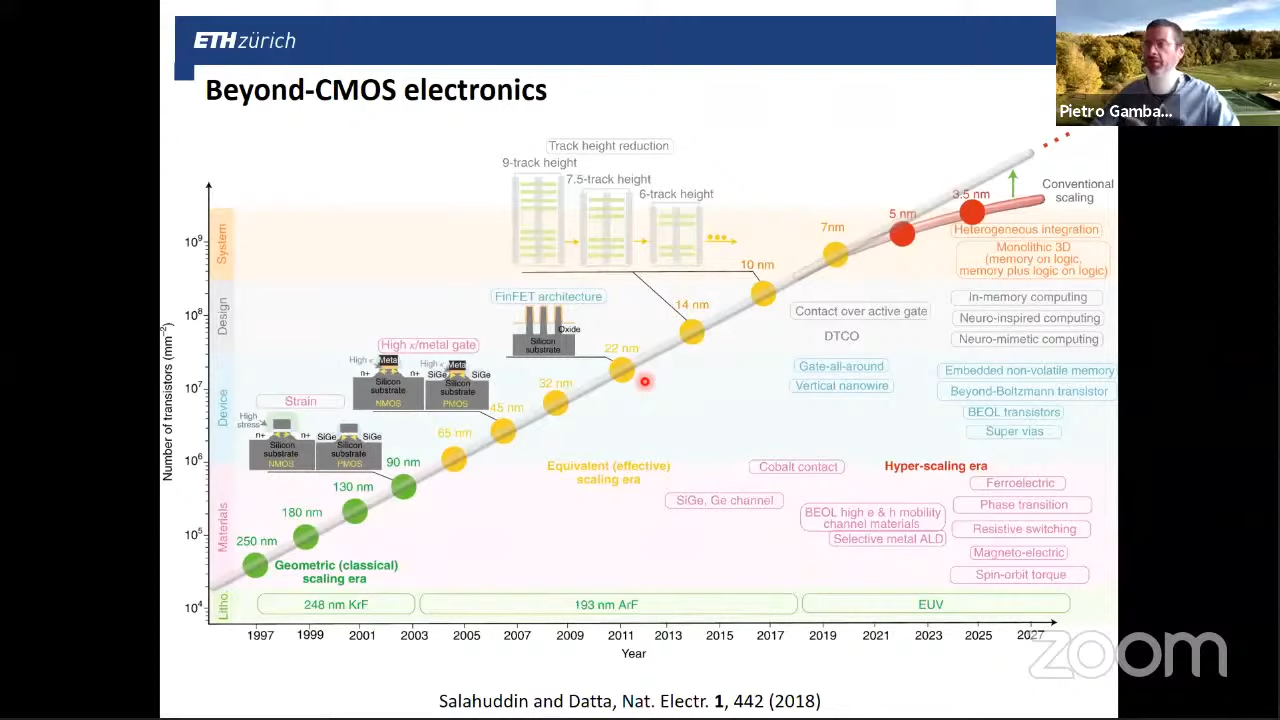 ETH zürich
Beyond-CMOS electronics
Pietro Gamba...
Track height reduction
9-track height
7.5-track height
6-track height
Conventional
scaling
3.5 nm
5 nm
7nm
10 nm
14 nm
22 nm
32 nm
45 nm
65 nm
90 nm
130 nm
180 nm
250 nm
Heterogeneous integration
Monolithic 3D
(memory on logic,
memory plus logic on logic)
System
Design
Device
Materials
Litho.
Number of transistors (mm⁻²)
10⁹
10⁸
10⁷
10⁶
10⁵
10⁴
FinFET architecture
Oxide
Silicon
substrate
Contact over active gate
DTCO
In-memory computing
Neuro-inspired computing
Neuro-mimetic computing
High κ/metal gate
High κ
Meta
n+
n+
Silicon
substrate
NMOS
High κ
Meta
SiGe
SiGe
Silicon
substrate
PMOS
Gate-all-around
Vertical nanowire
Embedded non-volatile memory
Beyond-Boltzmann transistor
BEOL transistors
Super vias
Strain
High
stress
n+
n+
Silicon
substrate
NMOS
SiGe
SiGe
Silicon
substrate
PMOS
Equivalent (effective)
scaling era
Cobalt contact
Hyper-scaling era
SiGe, Ge channel
BEOL high e & h mobility
channel materials
Selective metal ALD
Ferroelectric
Phase transition
Resistive switching
Magneto-electric
Spin-orbit torque
Geometric (classical)
scaling era
248 nm KrF
193 nm ArF
EUV
1997 1999 2001 2003 2005 2007 2009 2011 2013 2015 2017 2019 2021 2023 2025 2027
Year
zoom
Salahuddin and Datta, Nat. Electr. 1, 442 (2018)